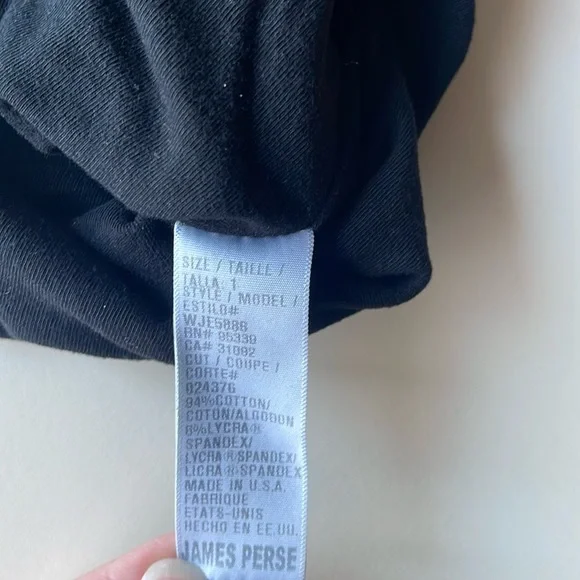 SIZE / TAILLE /
TALLA: 1
STYLE / MODEL /
ESTILO#
WJE5886
RN# 95339
CA# 31092
CUT / COUPE /
CORTE#
024376
94%COTTON/
COTON/ALGODON
6%LYCRA®
SPANDEX/
LYCRA®SPANDEX/
LICRA®SPANDEX
MADE IN U.S.A.
FABRIQUE
ETATS-UNIS
HECHO EN EE.UU.
JAMES PERSE